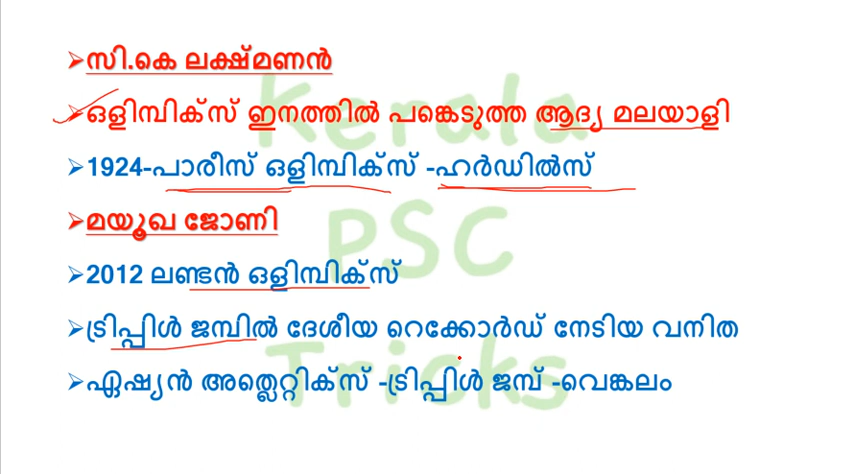 ➢സി.കെ ലക്ഷ്മണൻ
➢ഒളിമ്പിക്സ് ഇനത്തിൽ പങ്കെടുത്ത ആദ്യ മലയാളി
➢1924-പാരീസ് ഒളിമ്പിക്സ് -ഹർഡിൽസ്
➢മയൂഖ ജോണി
➢2012 ലണ്ടൻ ഒളിമ്പിക്സ്
➢ട്രിപ്പിൾ ജമ്പിൽ ദേശീയ റെക്കോർഡ് നേടിയ വനിത
➢ഏഷ്യൻ അത്ലെറ്റിക്സ് -ട്രിപ്പിൾ ജമ്പ് -വെങ്കലം
Kerala
PSC
Tricks